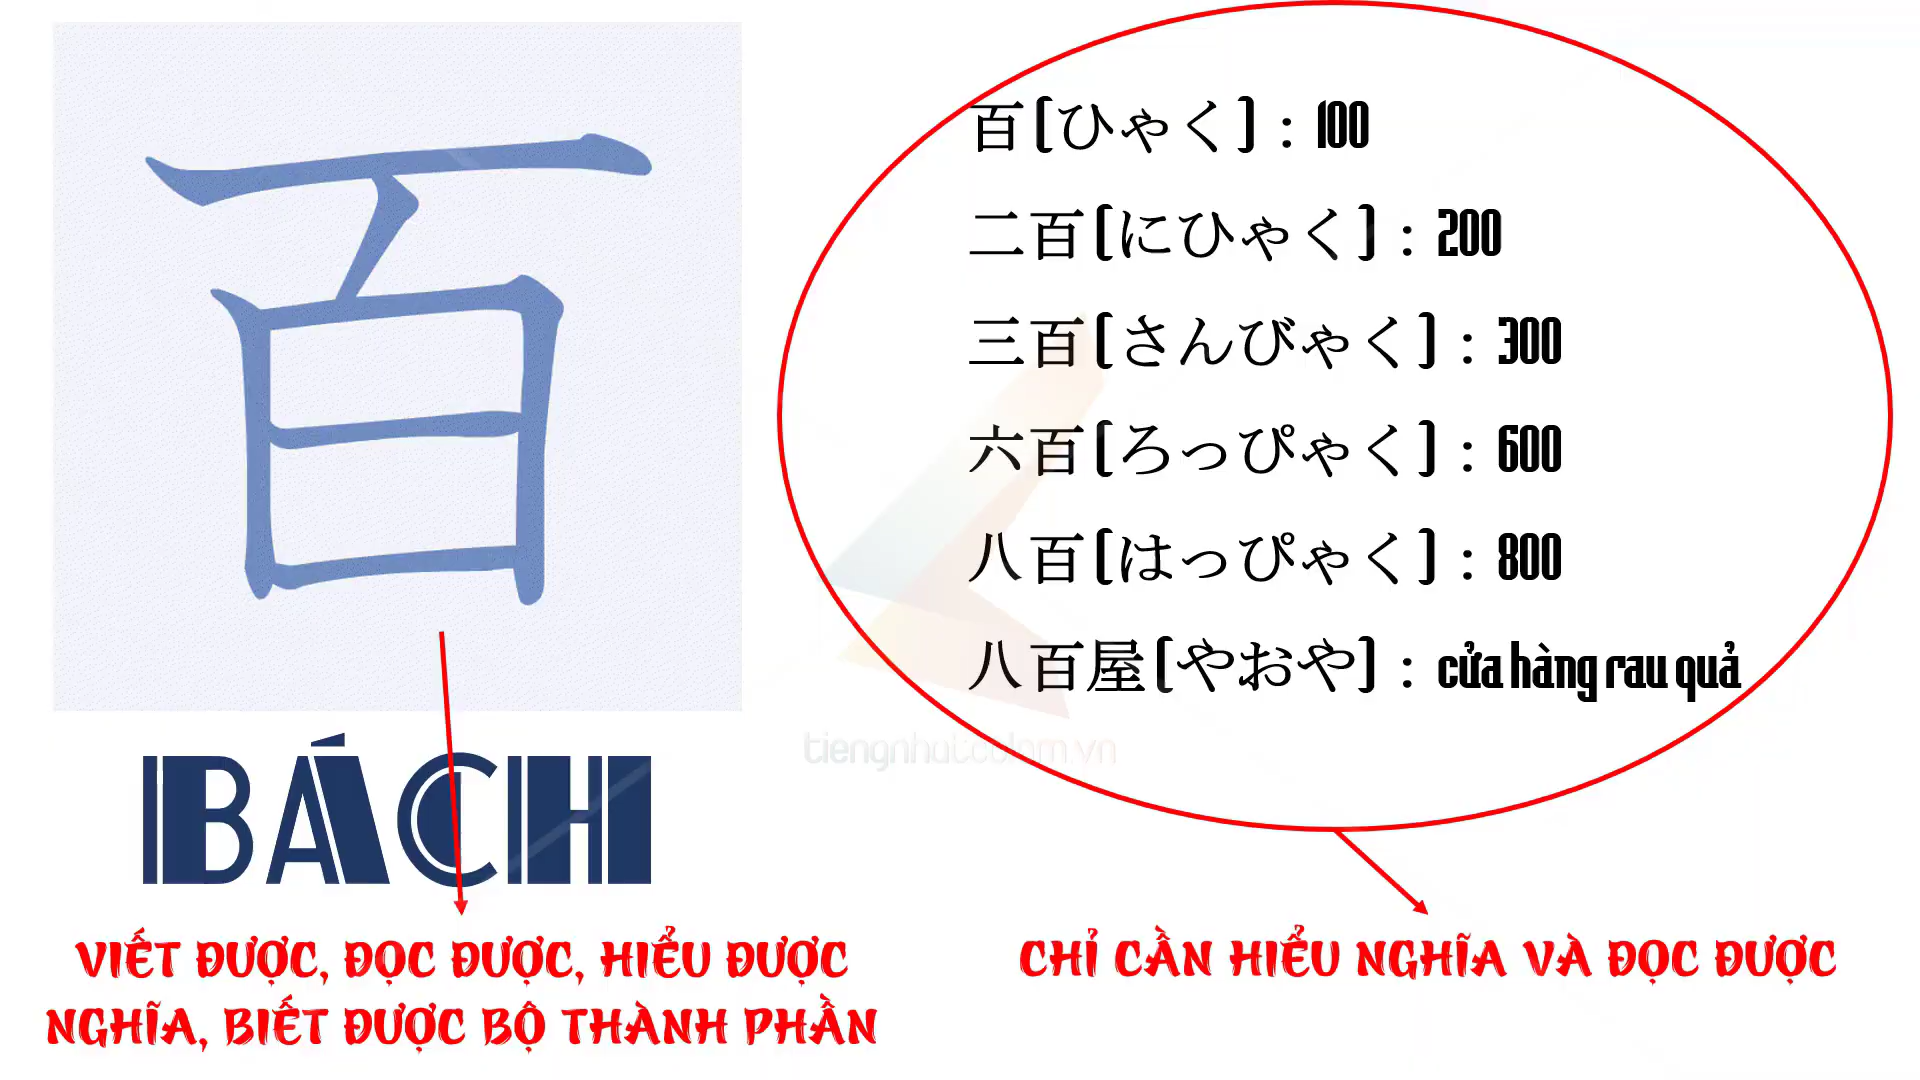 百
BÁCH
VIẾT ĐƯỢC, ĐỌC ĐƯỢC, HIỂU ĐƯỢC
NGHĨA, BIẾT ĐƯỢC BỘ THÀNH PHẦN
百(ひゃく) : 100
二百(にひゃく) : 200
三百(さんびゃく) : 300
六百(ろっぴゃく) : 600
八百(はっぴゃく) : 800
八百屋(やおや) : cửa hàng rau quả
CHỈ CẦN HIỂU NGHĨA VÀ ĐỌC ĐƯỢC